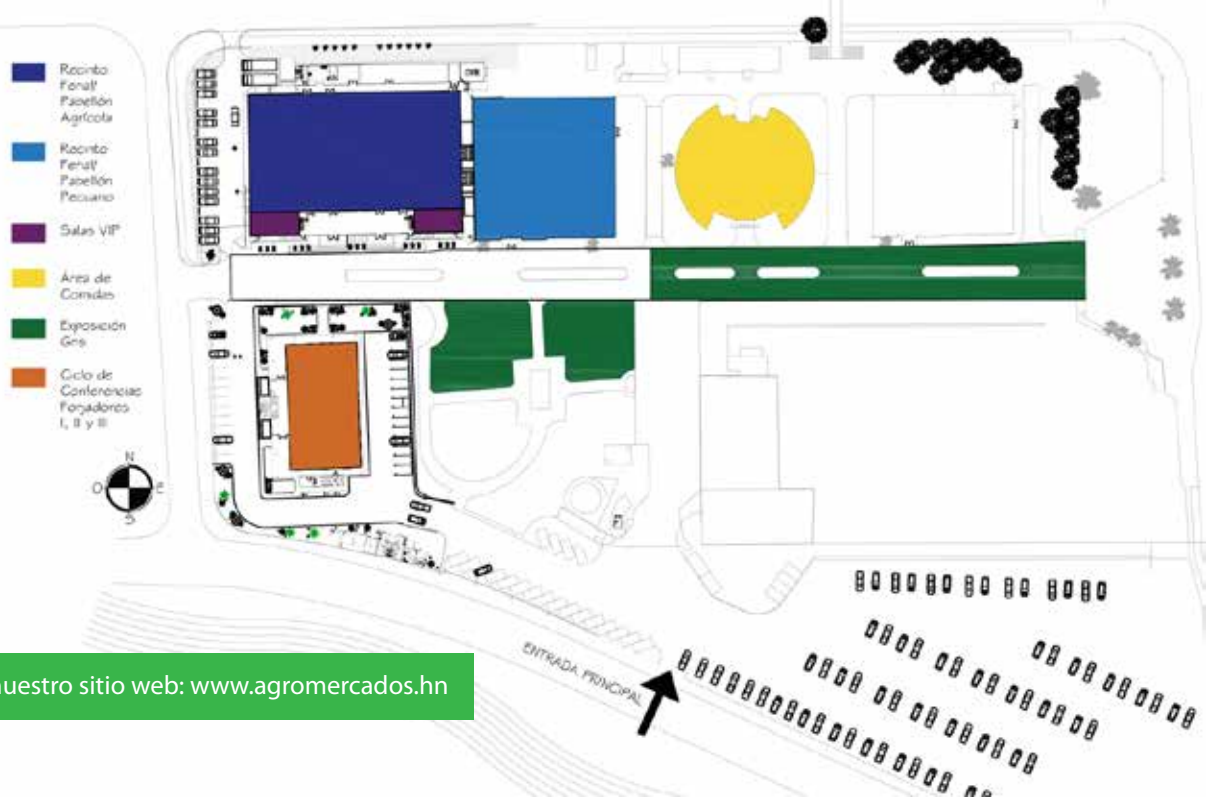 Recinto
Ferial/
Pabellón
Agrícola
Recinto
Ferial/
Pabellón
Pecuario
Salas VIP
Área de
Comidas
Exposición
Gris
Ciclo de
Conferencias
Forjadores
I, II y III
N
O
E
S
ENTRADA PRINCIPAL
nuestro sitio web: www.agromercados.hn